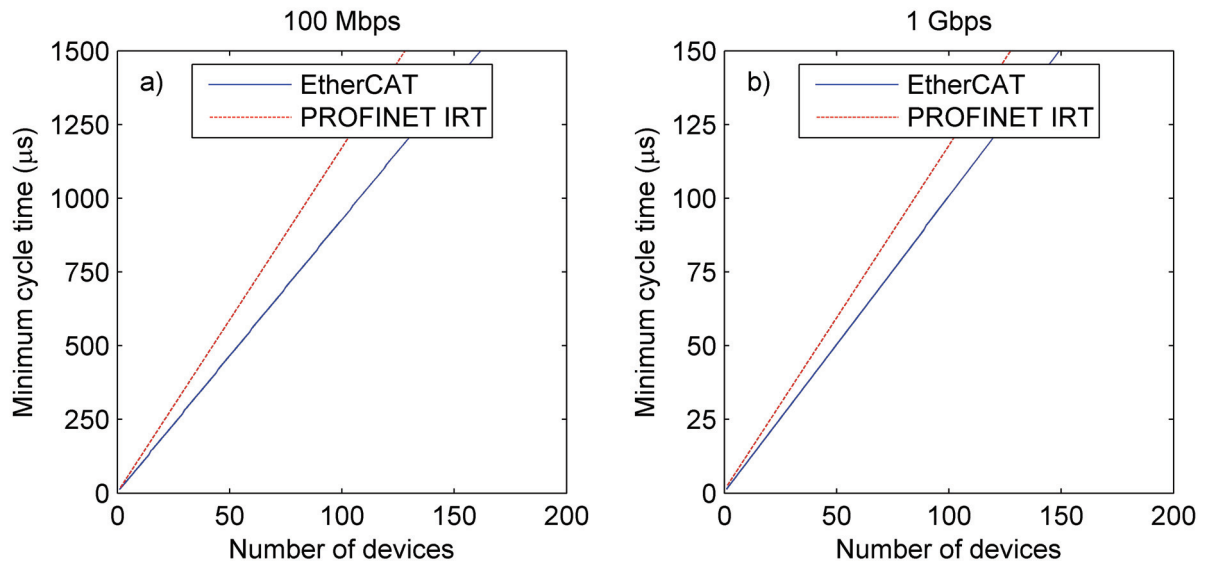 100 Mbps
a)
EtherCAT
PROFINET IRT
1500
1250
1000
750
500
250
0
Minimum cycle time (μs)
0 50 100 150 200
Number of devices
1 Gbps
b)
EtherCAT
PROFINET IRT
150
125
100
75
50
25
0
Minimum cycle time (μs)
0 50 100 150 200
Number of devices